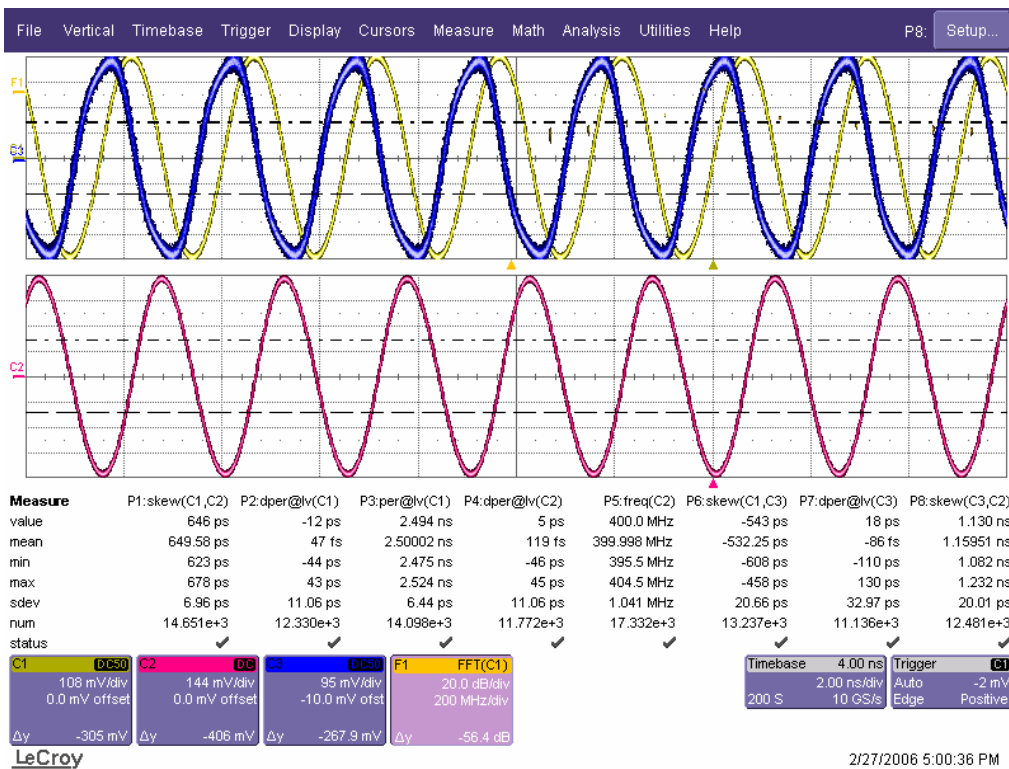 File Vertical Timebase Trigger Display Cursors Measure Math Analysis Utilities Help P8: Setup...
F1
C3
C2
Measure P1:skew(C1,C2) P2:dper@lv(C1) P3:per@lv(C1) P4:dper@lv(C2) P5:freq(C2) P6:skew(C1,C3) P7:dper@lv(C3) P8:skew(C3,C2)
value 646 ps -12 ps 2.494 ns 5 ps 400.0 MHz -543 ps 18 ps 1.130 ns
mean 649.58 ps 47 fs 2.50002 ns 119 fs 399.998 MHz -532.25 ps -86 fs 1.15951 ns
min 623 ps -44 ps 2.475 ns -46 ps 395.5 MHz -608 ps -110 ps 1.082 ns
max 678 ps 43 ps 2.524 ns 45 ps 404.5 MHz -458 ps 130 ps 1.232 ns
sdev 6.96 ps 11.06 ps 6.44 ps 11.06 ps 1.041 MHz 20.66 ps 32.97 ps 20.01 ps
num 14.651e+3 12.330e+3 14.098e+3 11.772e+3 17.332e+3 13.237e+3 11.136e+3 12.481e+3
status
C1 DC50 C2 DC C3 DC50 F1 FFT(C1) Timebase 4.00 ns Trigger C1
108 mV/div 144 mV/div 95 mV/div 20.0 dB/div 2.00 ns/div Auto -2 mV
0.0 mV offset 0.0 mV offset -10.0 mV ofst 200 MHz/div 200 S 10 GS/s Edge Positive
Δy -305 mV Δy -406 mV Δy -267.9 mV Δy -56.4 dB
LeCroy 2/27/2006 5:00:36 PM